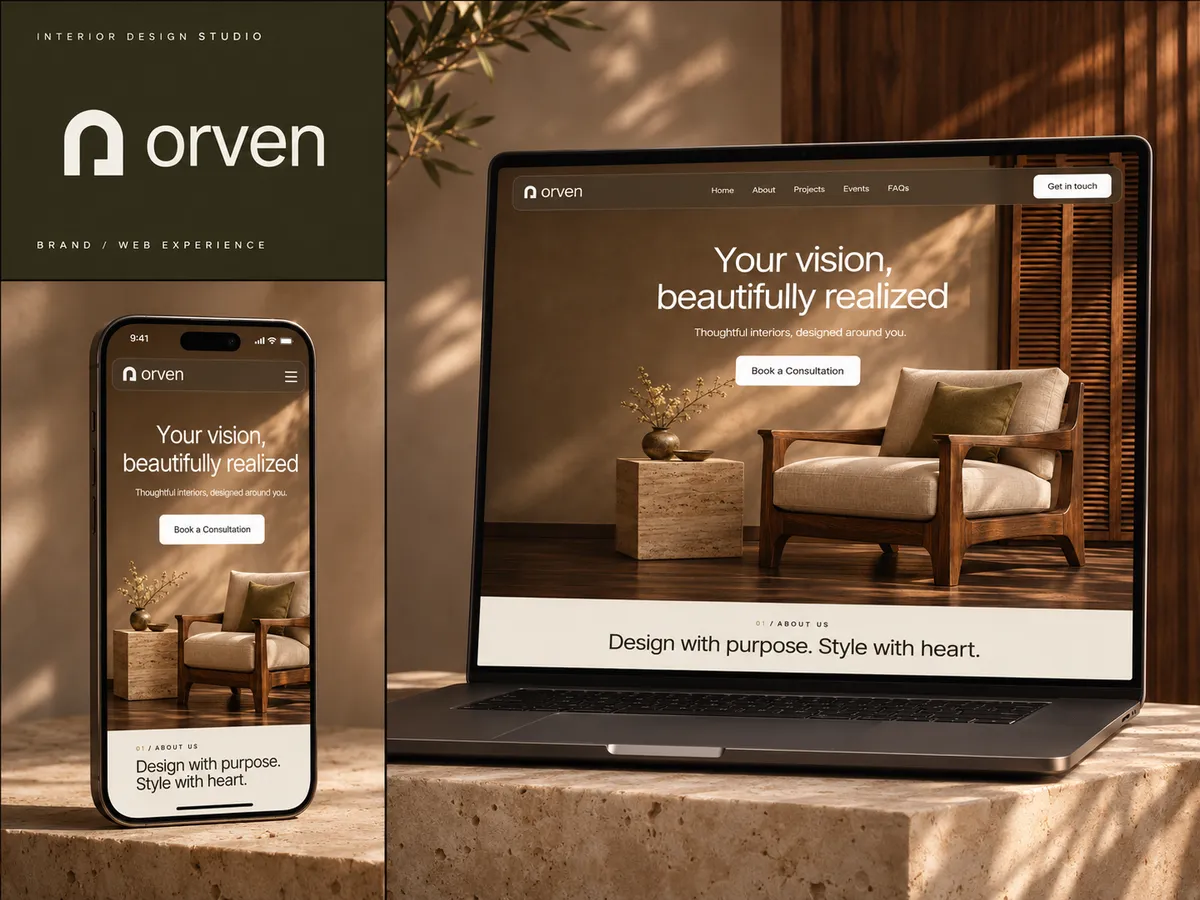 INTERIOR DESIGN STUDIO
orven
BRAND / WEB EXPERIENCE
9:41
orven
Your vision,
beautifully realized
Thoughtful interiors, designed around you.
Book a Consultation
01 / ABOUT US
Design with purpose.
Style with heart.
orven
Home About Projects Events FAQs
Get in touch
Your vision,
beautifully realized
Thoughtful interiors, designed around you.
Book a Consultation
01 / ABOUT US
Design with purpose. Style with heart.